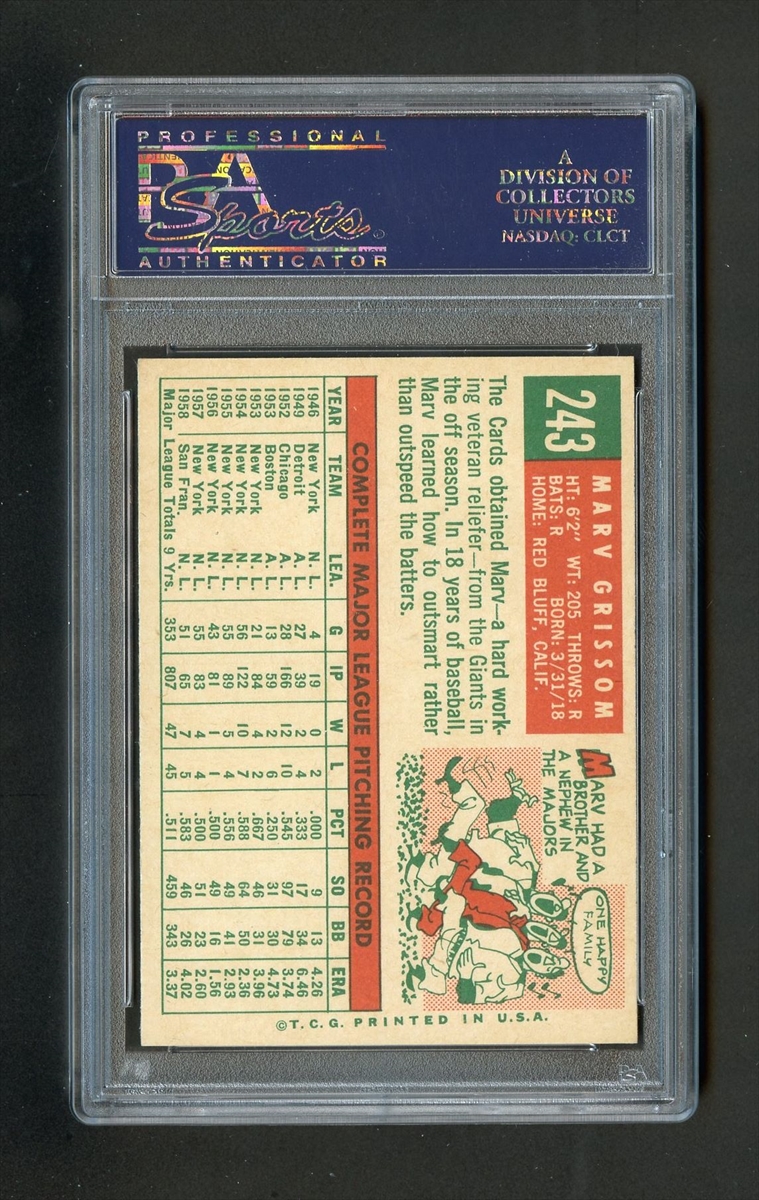 PROFESSIONAL
PSA
Sports
AUTHENTICATOR
A
DIVISION OF
COLLECTORS
UNIVERSE
NASDAQ: CLCT
243
MARV GRISSOM
HT: 6'2" WT: 205 THROWS: R
BATS: R BORN: 3/31/18
HOME: RED BLUFF, CALIF.
The Cards obtained Marv—a hard work-
ing veteran reliefer—from the Giants in
the off season. In 18 years of baseball,
Marv learned how to outsmart rather
than outspeed the batters.
MARV HAD A
BROTHER AND
A NEPHEW IN
THE MAJORS
ONE HAPPY
FAMILY
COMPLETE MAJOR LEAGUE PITCHING RECORD
YEAR TEAM LEA. G IP W L PCT SO BB ERA
1946 New York N. L. 4 19 0 2 .000 9 13 4.26
1949 Detroit A. L. 27 39 2 4 .333 17 34 6.46
1952 Chicago A. L. 28 166 12 10 .545 97 79 3.74
1953 Boston A. L. 13 59 2 6 .250 31 30 4.73
1953 New York N. L. 21 84 4 2 .667 46 31 3.96
1954 New York N. L. 56 122 10 7 .588 64 50 2.36
1955 New York N. L. 55 89 5 4 .556 49 41 2.93
1956 New York N. L. 43 81 1 1 .500 49 16 1.56
1957 New York N. L. 55 83 4 4 .500 51 23 2.60
1958 San Fran. N. L. 51 65 7 5 .583 46 26 4.02
Major League Totals 9 Yrs. 353 807 47 45 .511 459 343 3.37
©T.C.G. PRINTED IN U.S.A.
PSA